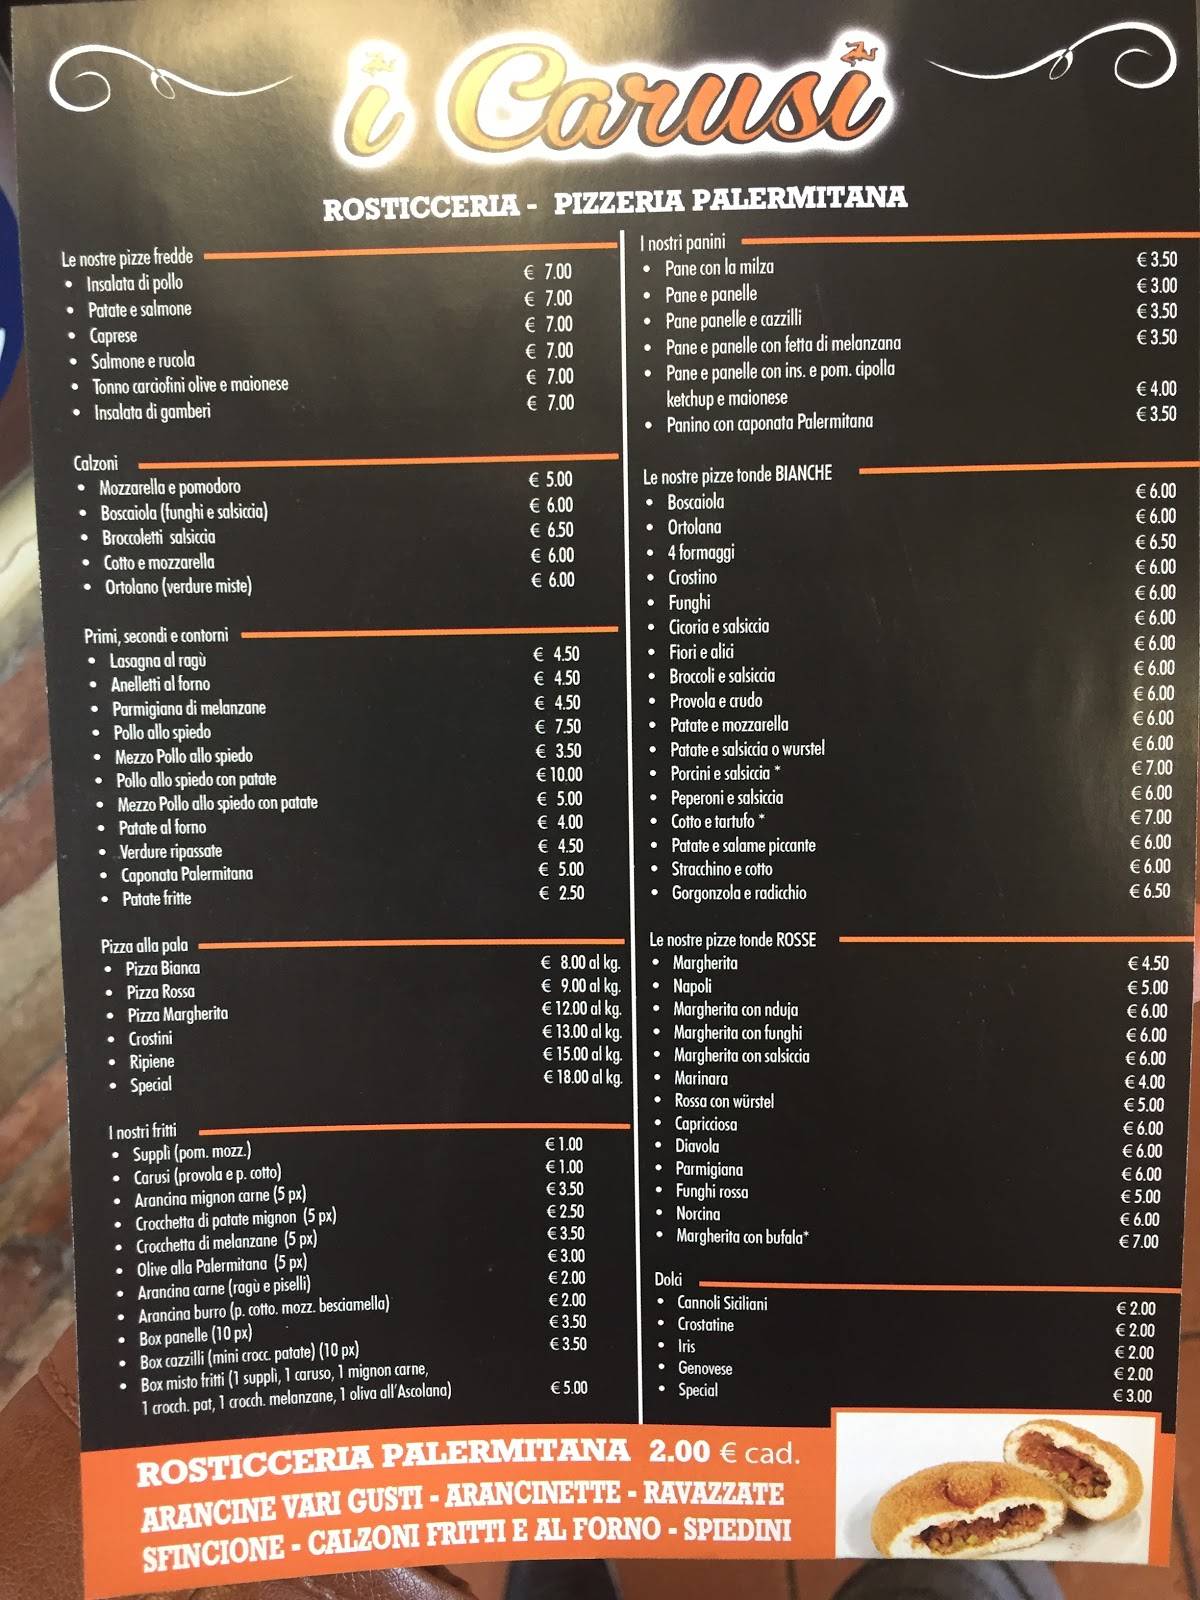 i Carusi
ROSTICCERIA - PIZZERIA PALERMITANA
Le nostre pizze fredde
• Insalata di pollo € 7.00
• Patate e salmone € 7.00
• Caprese € 7.00
• Salmone e rucola € 7.00
• Tonno carciofini olive e maionese € 7.00
• Insalata di gamberi € 7.00
Calzoni
• Mozzarella e pomodoro € 5.00
• Boscaiola (funghi e salsiccia) € 6.00
• Broccoletti salsiccia € 6.50
• Cotto e mozzarella € 6.00
• Ortolano (verdure miste) € 6.00
Primi, secondi e contorni
• Lasagna al ragù € 4.50
• Anelletti al forno € 4.50
• Parmigiana di melanzane € 4.50
• Pollo allo spiedo € 7.50
• Mezzo Pollo allo spiedo € 3.50
• Pollo allo spiedo con patate € 10.00
• Mezzo Pollo allo spiedo con patate € 5.00
• Patate al forno € 4.00
• Verdure ripassate € 4.50
• Caponata Palermitana € 5.00
• Patate fritte € 2.50
Pizza alla pala
• Pizza Bianca € 8.00 al kg.
• Pizza Rossa € 9.00 al kg.
• Pizza Margherita € 12.00 al kg.
• Crostini € 13.00 al kg.
• Ripiene € 15.00 al kg.
• Special € 18.00 al kg.
I nostri fritti
• Supplì (pom. mozz.) € 1.00
• Carusi (provola e p. cotto) € 1.00
• Arancina mignon carne (5 px) € 3.50
• Crocchetta di patate mignon (5 px) € 2.50
• Crocchetta di melanzane (5 px) € 3.50
• Olive alla Palermitana (5 px) € 3.00
• Arancina carne (ragù e piselli) € 2.00
• Arancina burro (p. cotto. mozz. besciamella) € 2.00
• Box panelle (10 px) € 3.50
• Box cazzilli (mini crocc. patate) (10 px) € 3.50
• Box misto fritti (1 supplì, 1 caruso, 1 mignon carne,
1 crocch. pat, 1 crocch. melanzane, 1 oliva all'Ascolana) € 5.00
I nostri panini
• Pane con la milza € 3.50
• Pane e panelle € 3.00
• Pane panelle e cazzilli € 3.50
• Pane e panelle con fetta di melanzana € 3.50
• Pane e panelle con ins. e pom. cipolla
ketchup e maionese € 4.00
• Panino con caponata Palermitana € 3.50
Le nostre pizze tonde BIANCHE
• Boscaiola € 6.00
• Ortolana € 6.00
• 4 formaggi € 6.50
• Crostino € 6.00
• Funghi € 6.00
• Cicoria e salsiccia € 6.00
• Fiori e alici € 6.00
• Broccoli e salsiccia € 6.00
• Provola e crudo € 6.00
• Patate e mozzarella € 6.00
• Patate e salsiccia o wurstel € 6.00
• Porcini e salsiccia * € 7.00
• Peperoni e salsiccia € 6.00
• Cotto e tartufo * € 7.00
• Patate e salame piccante € 6.00
• Stracchino e cotto € 6.00
• Gorgonzola e radicchio € 6.50
Le nostre pizze tonde ROSSE
• Margherita € 4.50
• Napoli € 5.00
• Margherita con nduja € 6.00
• Margherita con funghi € 6.00
• Margherita con salsiccia € 6.00
• Marinara € 4.00
• Rossa con würstel € 5.00
• Capricciosa € 6.00
• Diavola € 6.00
• Parmigiana € 6.00
• Funghi rossa € 5.00
• Norcina € 6.00
• Margherita con bufala* € 7.00
Dolci
• Cannoli Siciliani € 2.00
• Crostatine € 2.00
• Iris € 2.00
• Genovese € 2.00
• Special € 3.00
ROSTICCERIA PALERMITANA 2.00 € cad.
ARANCINE VARI GUSTI - ARANCINETTE - RAVAZZATE
SFINCIONE - CALZONI FRITTI E AL FORNO - SPIEDINI